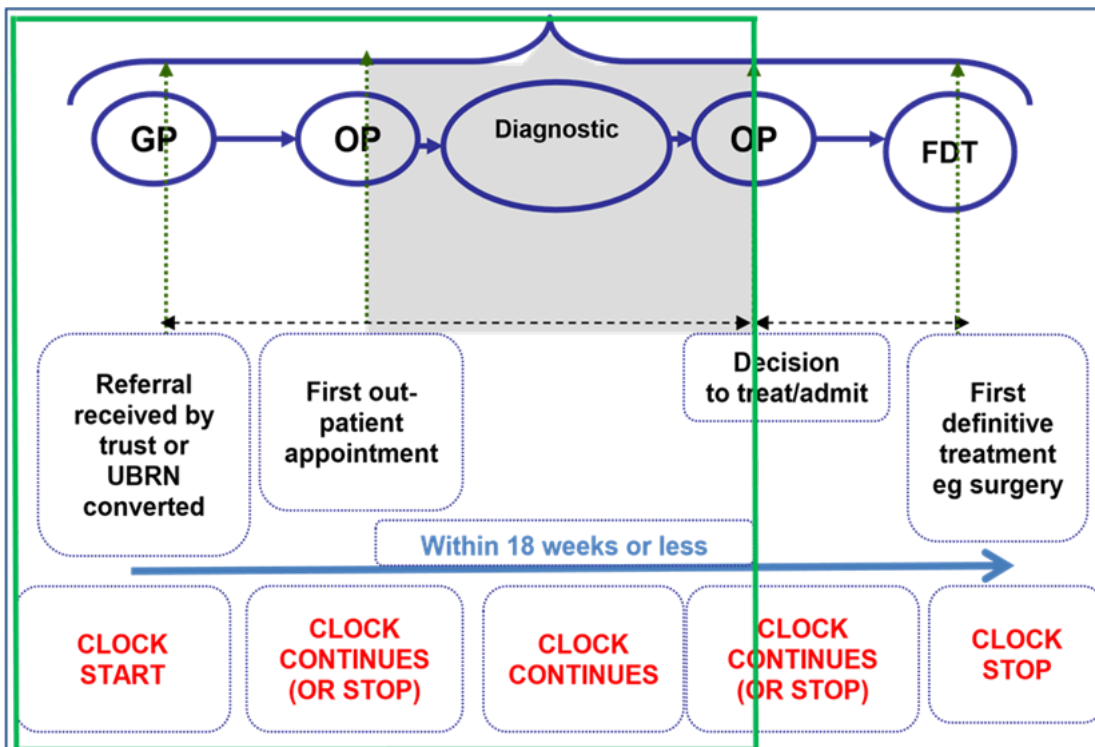 GP
OP
Diagnostic
OP
FDT
Referral
received by
trust or
UBRN
converted
First out-
patient
appointment
Decision
to treat/admit
First
definitive
treatment
eg surgery
Within 18 weeks or less
CLOCK
START
CLOCK
CONTINUES
(OR STOP)
CLOCK
CONTINUES
CLOCK
CONTINUES
(OR STOP)
CLOCK
STOP